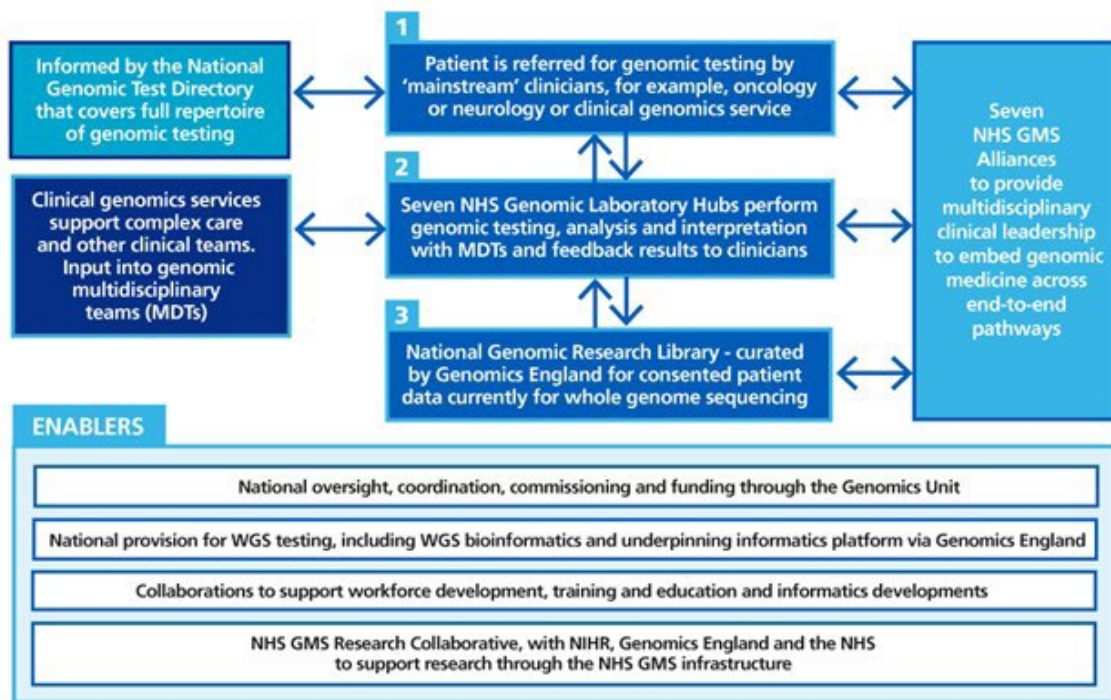 1
Patient is referred for genomic testing by
‘mainstream’ clinicians, for example, oncology
or neurology or clinical genomics service
Informed by the National
Genomic Test Directory
that covers full repertoire
of genomic testing
2
Seven NHS Genomic Laboratory Hubs perform
genomic testing, analysis and interpretation
with MDTs and feedback results to clinicians
Clinical genomics services
support complex care
and other clinical teams.
Input into genomic
multidisciplinary
teams (MDTs)
3
National Genomic Research Library - curated
by Genomics England for consented patient
data currently for whole genome sequencing
Seven
NHS GMS
Alliances
to provide
multidisciplinary
clinical leadership
to embed genomic
medicine across
end-to-end
pathways
ENABLERS
National oversight, coordination, commissioning and funding through the Genomics Unit
National provision for WGS testing, including WGS bioinformatics and underpinning informatics platform via Genomics England
Collaborations to support workforce development, training and education and informatics developments
NHS GMS Research Collaborative, with NIHR, Genomics England and the NHS
to support research through the NHS GMS infrastructure